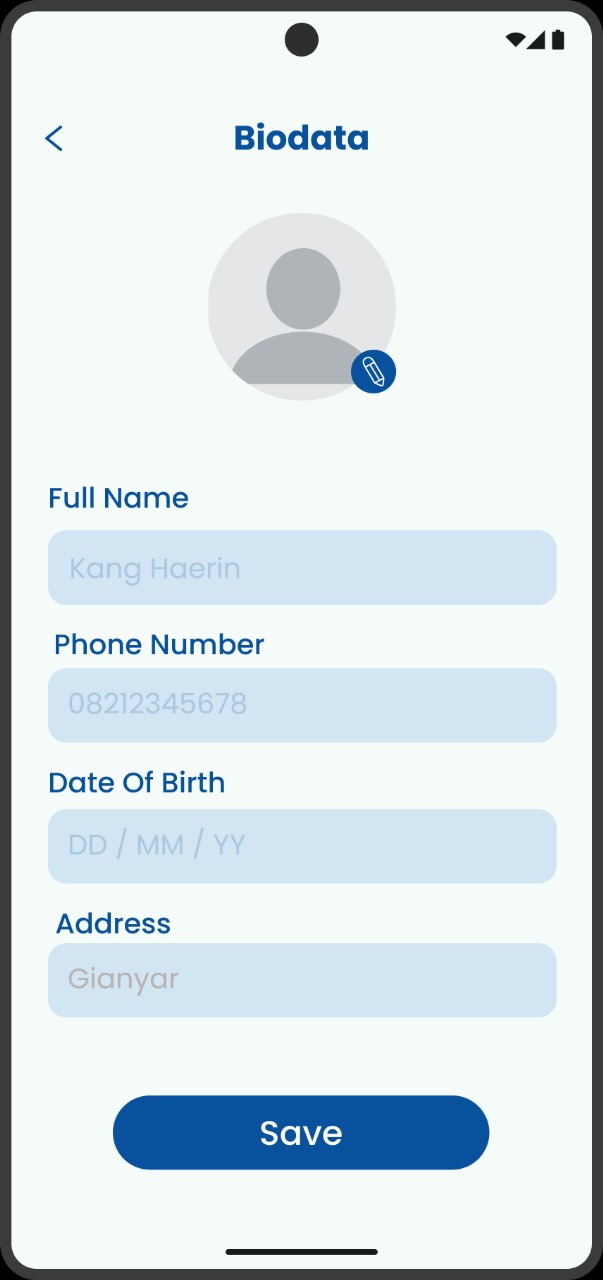 Biodata
Full Name
Kang Haerin
Phone Number
08212345678
Date Of Birth
DD / MM / YY
Address
Gianyar
Save